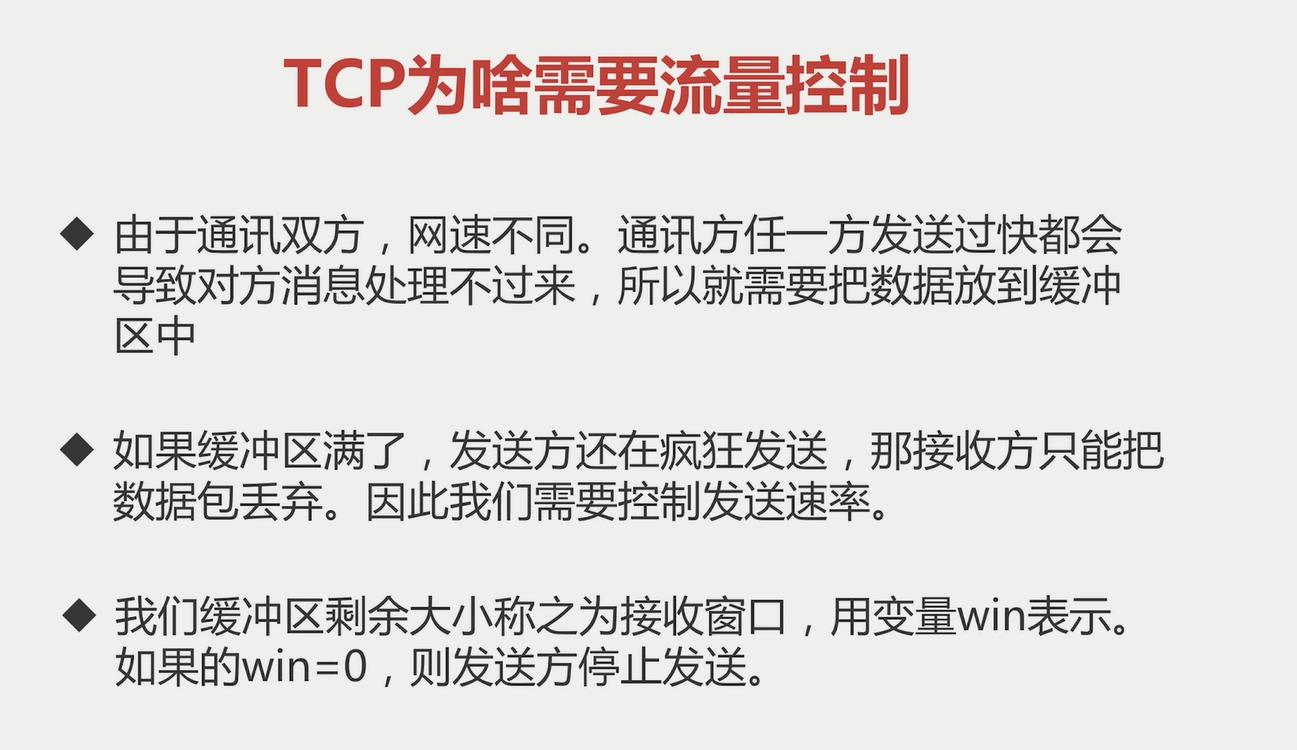 TCP为啥需要流量控制
◆ 由于通讯双方，网速不同。通讯方任一方发送过快都会
导致对方消息处理不过来，所以就需要把数据放到缓冲
区中
◆ 如果缓冲区满了，发送方还在疯狂发送，那接收方只能把
数据包丢弃。因此我们需要控制发送速率。
◆ 我们缓冲区剩余大小称之为接收窗口，用变量win表示。
如果的win=0，则发送方停止发送。